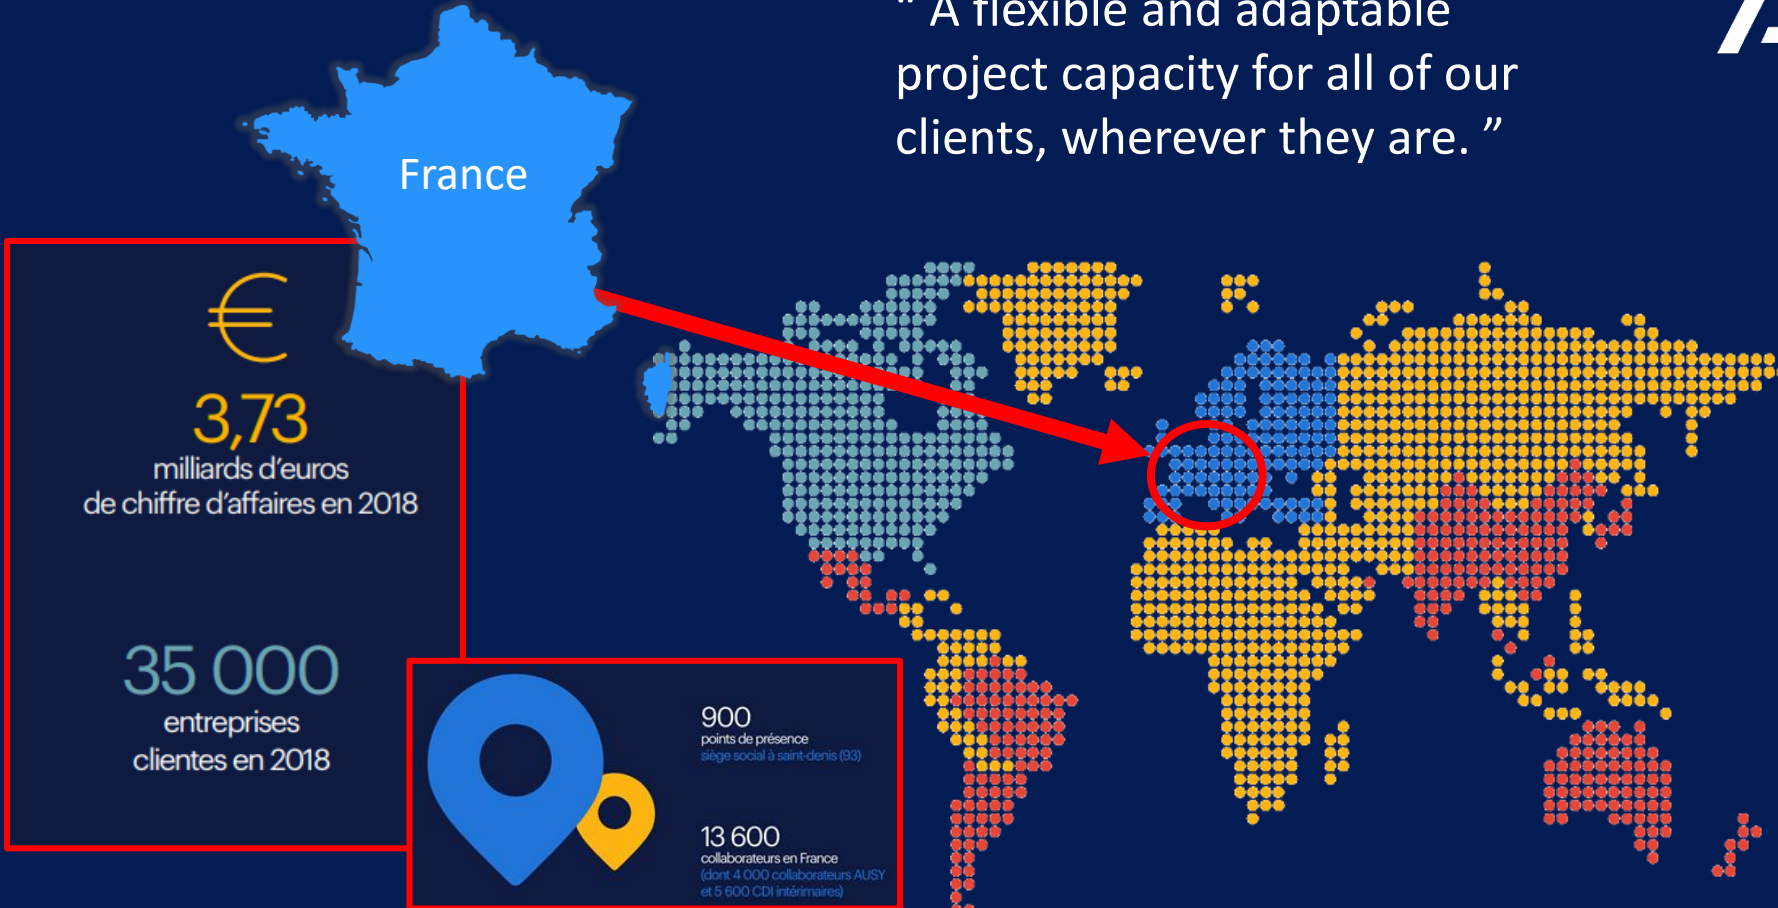 “ A flexible and adaptable
project capacity for all of our
clients, wherever they are. ”
France
€
3,73
milliards d’euros
de chiffre d’affaires en 2018
35 000
entreprises
clientes en 2018
900
points de présence
siège social à saint-denis (93)
13 600
collaborateurs en France
(dont 4 000 collaborateurs AUSY
et 5 600 CDI intérimaires)